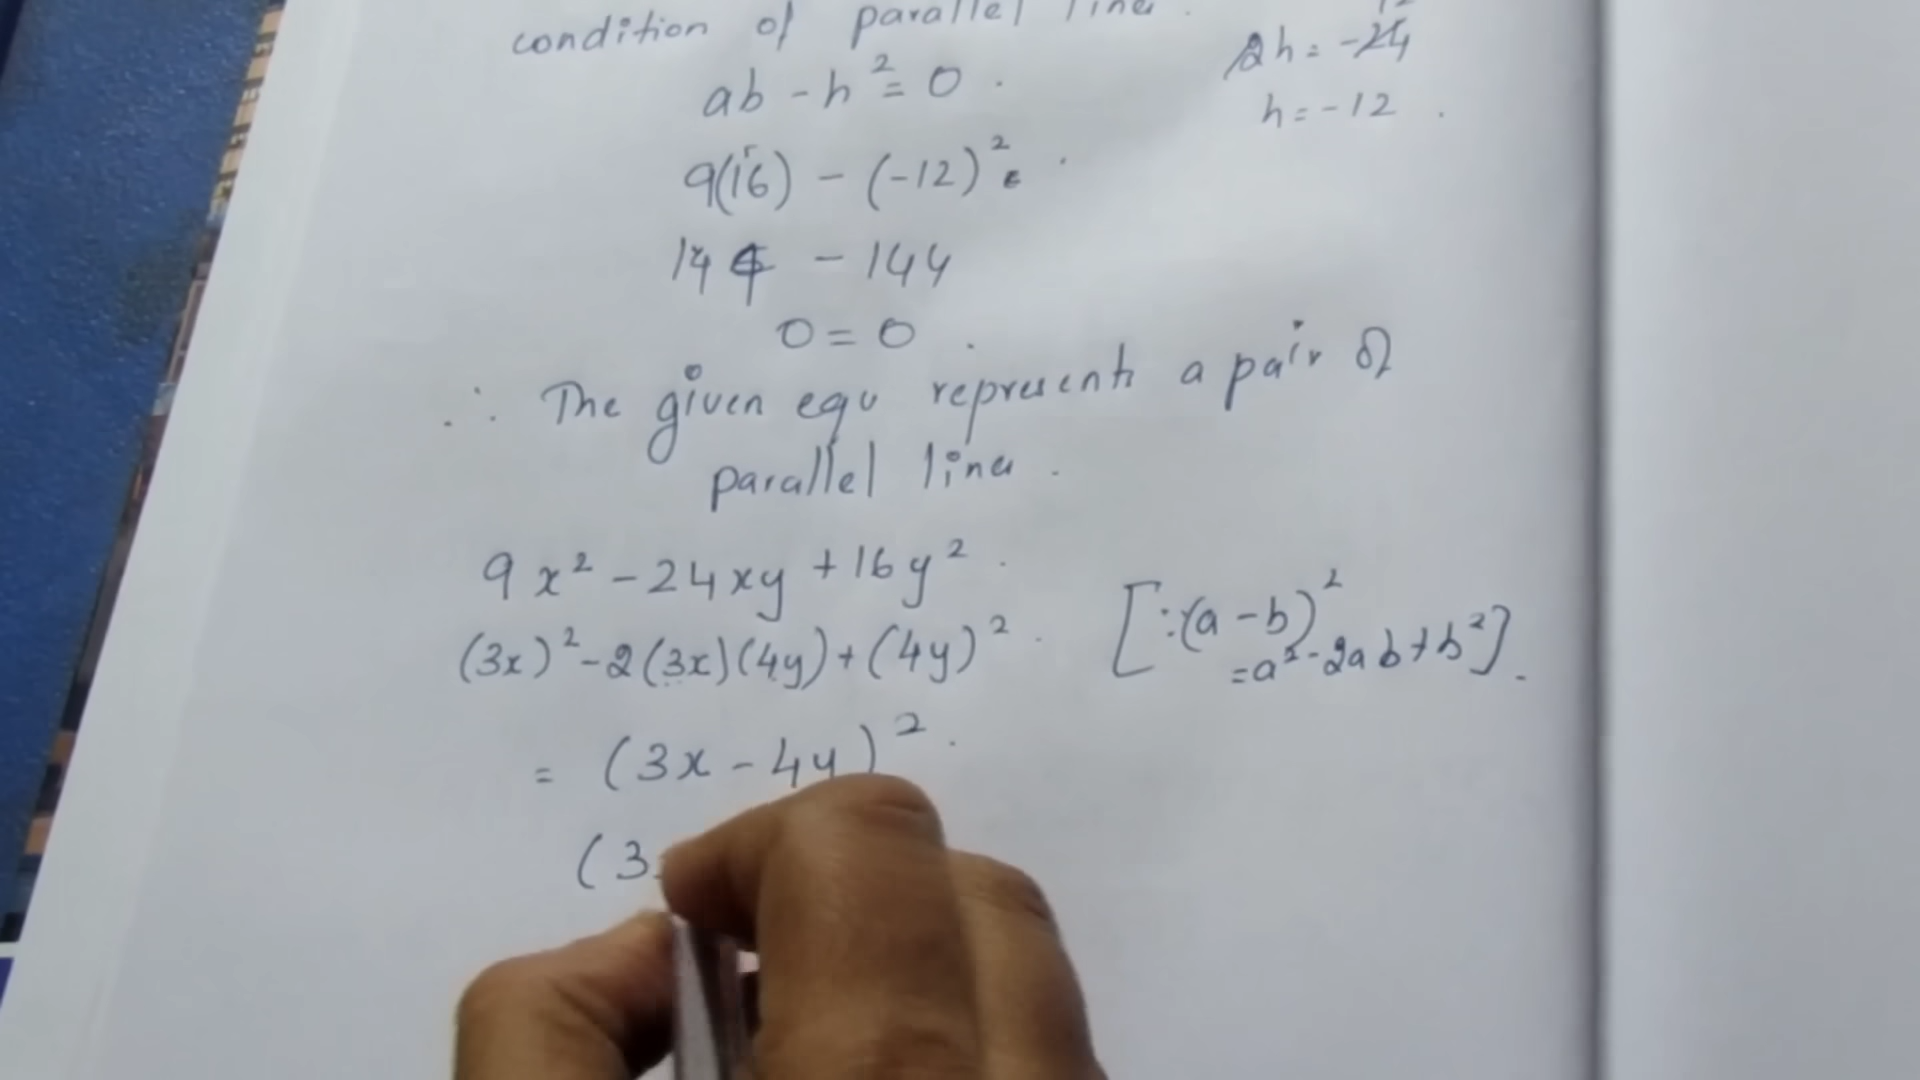 condition of parallel line.
ab - h² = 0.
9(16) - (-12)² =
144 - 144
0 = 0.
∴ The given equ represents a pair of
parallel lines.
9x² - 24xy + 16y².
(3x)² - 2(3x)(4y) + (4y)².
= (3x - 4y)².
(3
2h = -24
h = -12.
[∵ (a - b)²
= a² - 2ab + b²].